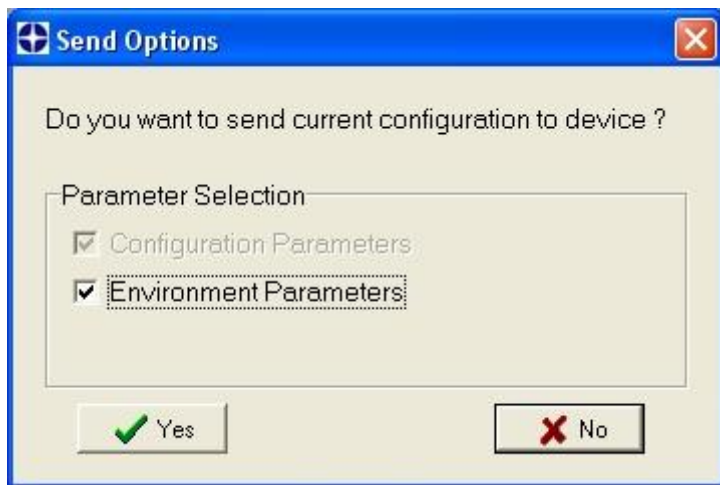 Send Options
Do you want to send current configuration to device ?
Parameter Selection
Configuration Parameters
Environment Parameters
Yes
No